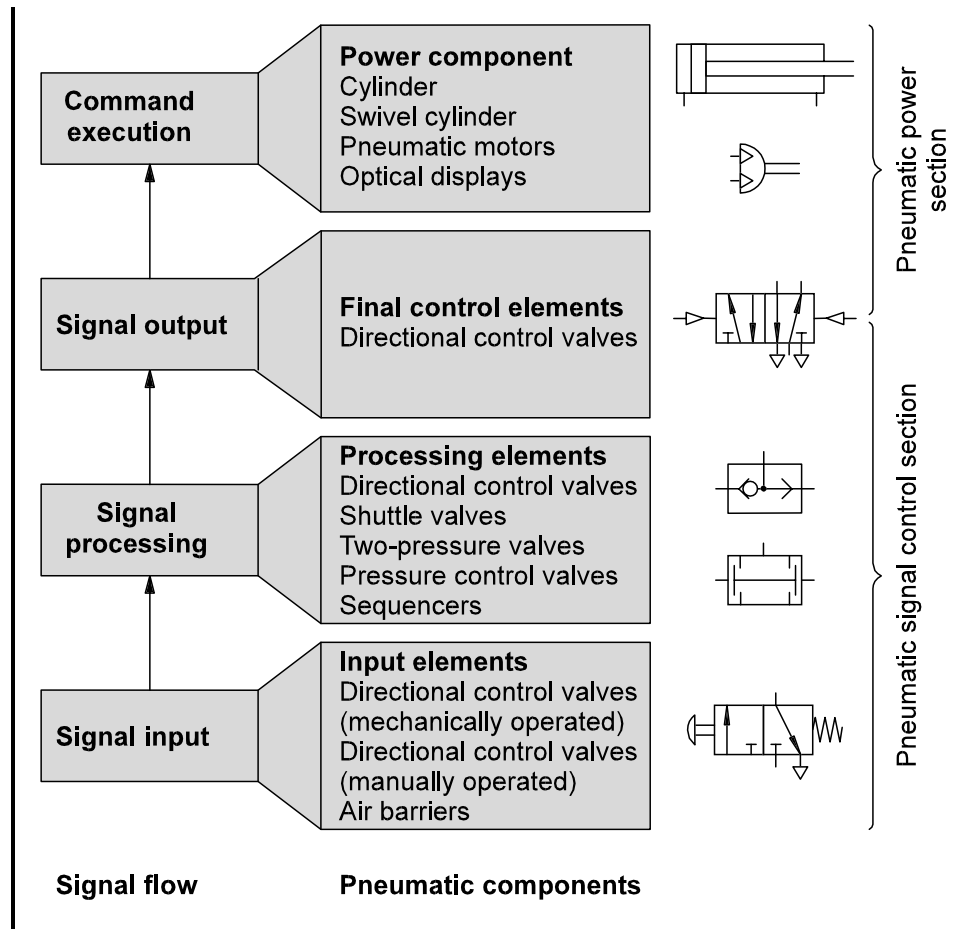 Command
execution
Power component
Cylinder
Swivel cylinder
Pneumatic motors
Optical displays
Pneumatic power
section
Signal output
Final control elements
Directional control valves
Signal
processing
Processing elements
Directional control valves
Shuttle valves
Two-pressure valves
Pressure control valves
Sequencers
Signal input
Input elements
Directional control valves
(mechanically operated)
Directional control valves
(manually operated)
Air barriers
Pneumatic signal control section
Signal flow
Pneumatic components